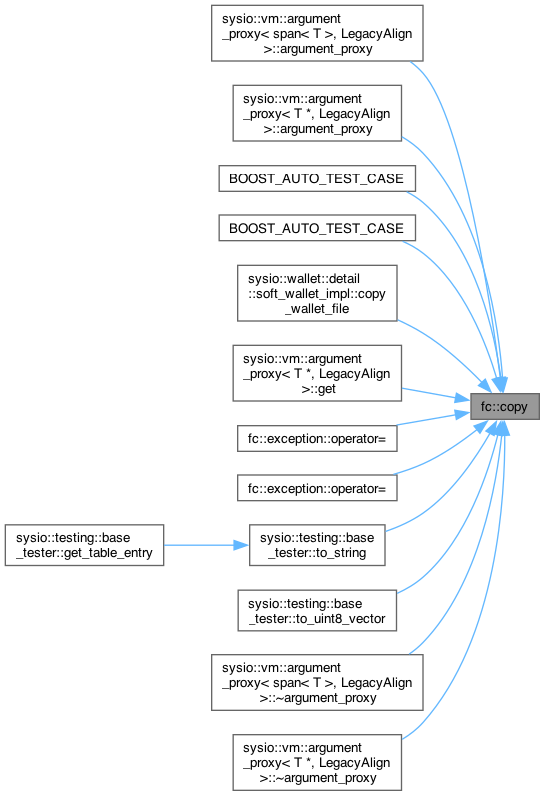 sysio::vm::argument
_proxy< span< T >, LegacyAlign
>::argument_proxy
sysio::vm::argument
_proxy< T *, LegacyAlign
>::argument_proxy
BOOST_AUTO_TEST_CASE
BOOST_AUTO_TEST_CASE
sysio::wallet::detail
::soft_wallet_impl::copy
_wallet_file
sysio::vm::argument
_proxy< T *, LegacyAlign
>::get
fc::copy
fc::exception::operator=
fc::exception::operator=
sysio::testing::base
_tester::get_table_entry
sysio::testing::base
_tester::to_string
sysio::testing::base
_tester::to_uint8_vector
sysio::vm::argument
_proxy< span< T >, LegacyAlign
>::~argument_proxy
sysio::vm::argument
_proxy< T *, LegacyAlign
>::~argument_proxy